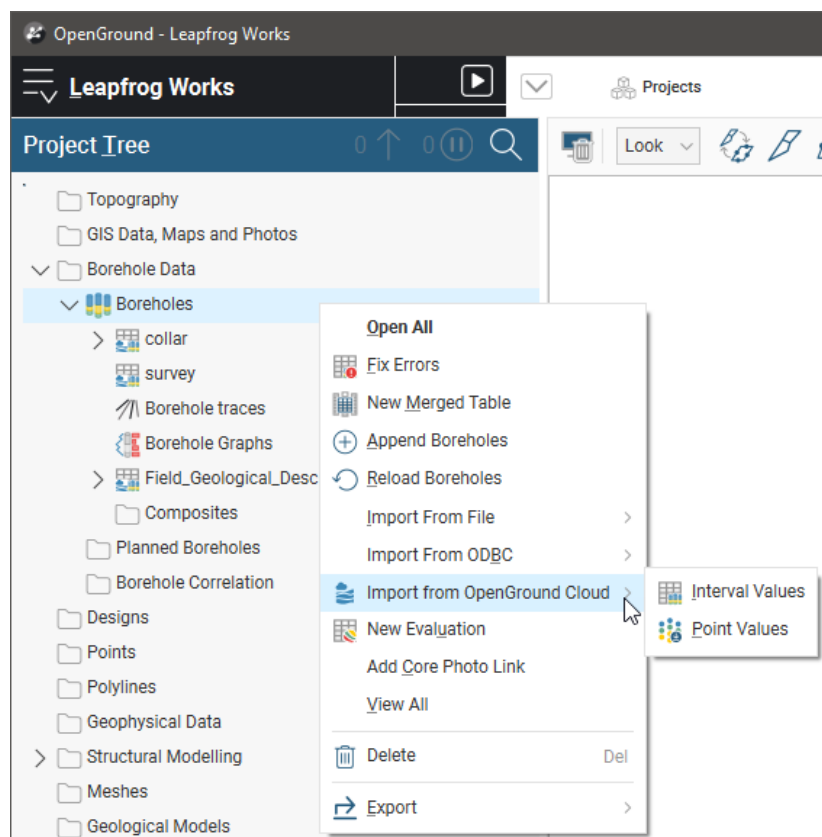 OpenGround - Leapfrog Works
Leapfrog Works
Projects
Project Tree
0
0
Look
Topography
GIS Data, Maps and Photos
Borehole Data
Boreholes
collar
survey
Borehole traces
Borehole Graphs
Field_Geological_Desc
Composites
Planned Boreholes
Borehole Correlation
Designs
Points
Polylines
Geophysical Data
Structural Modelling
Meshes
Geological Models
Open All
Fix Errors
New Merged Table
Append Boreholes
Reload Boreholes
Import From File
Import From ODBC
Import from OpenGround Cloud
New Evaluation
Add Core Photo Link
View All
Delete Del
Export
Interval Values
Point Values